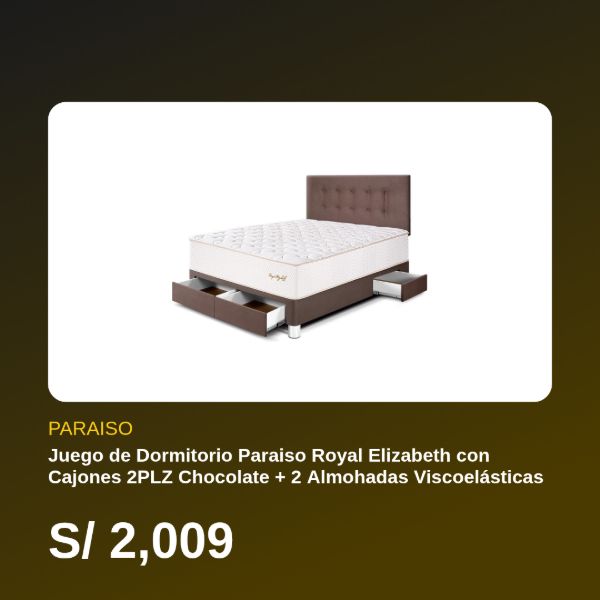 PARAISO
Juego de Dormitorio Paraiso Royal Elizabeth con
Cajones 2PLZ Chocolate + 2 Almohadas Viscoelásticas
S/ 2,009